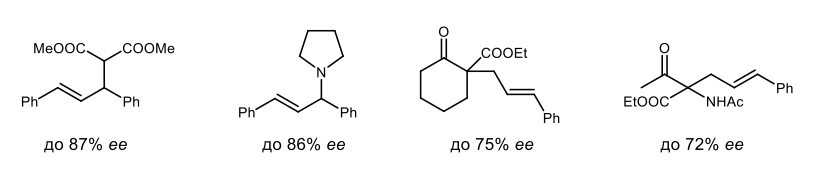 MeOOC COOMe
Ph Ph
до 87% ee
N
Ph Ph
до 86% ee
O
COOEt
Ph
до 75% ee
O
EtOOC NHAc
Ph
до 72% ee